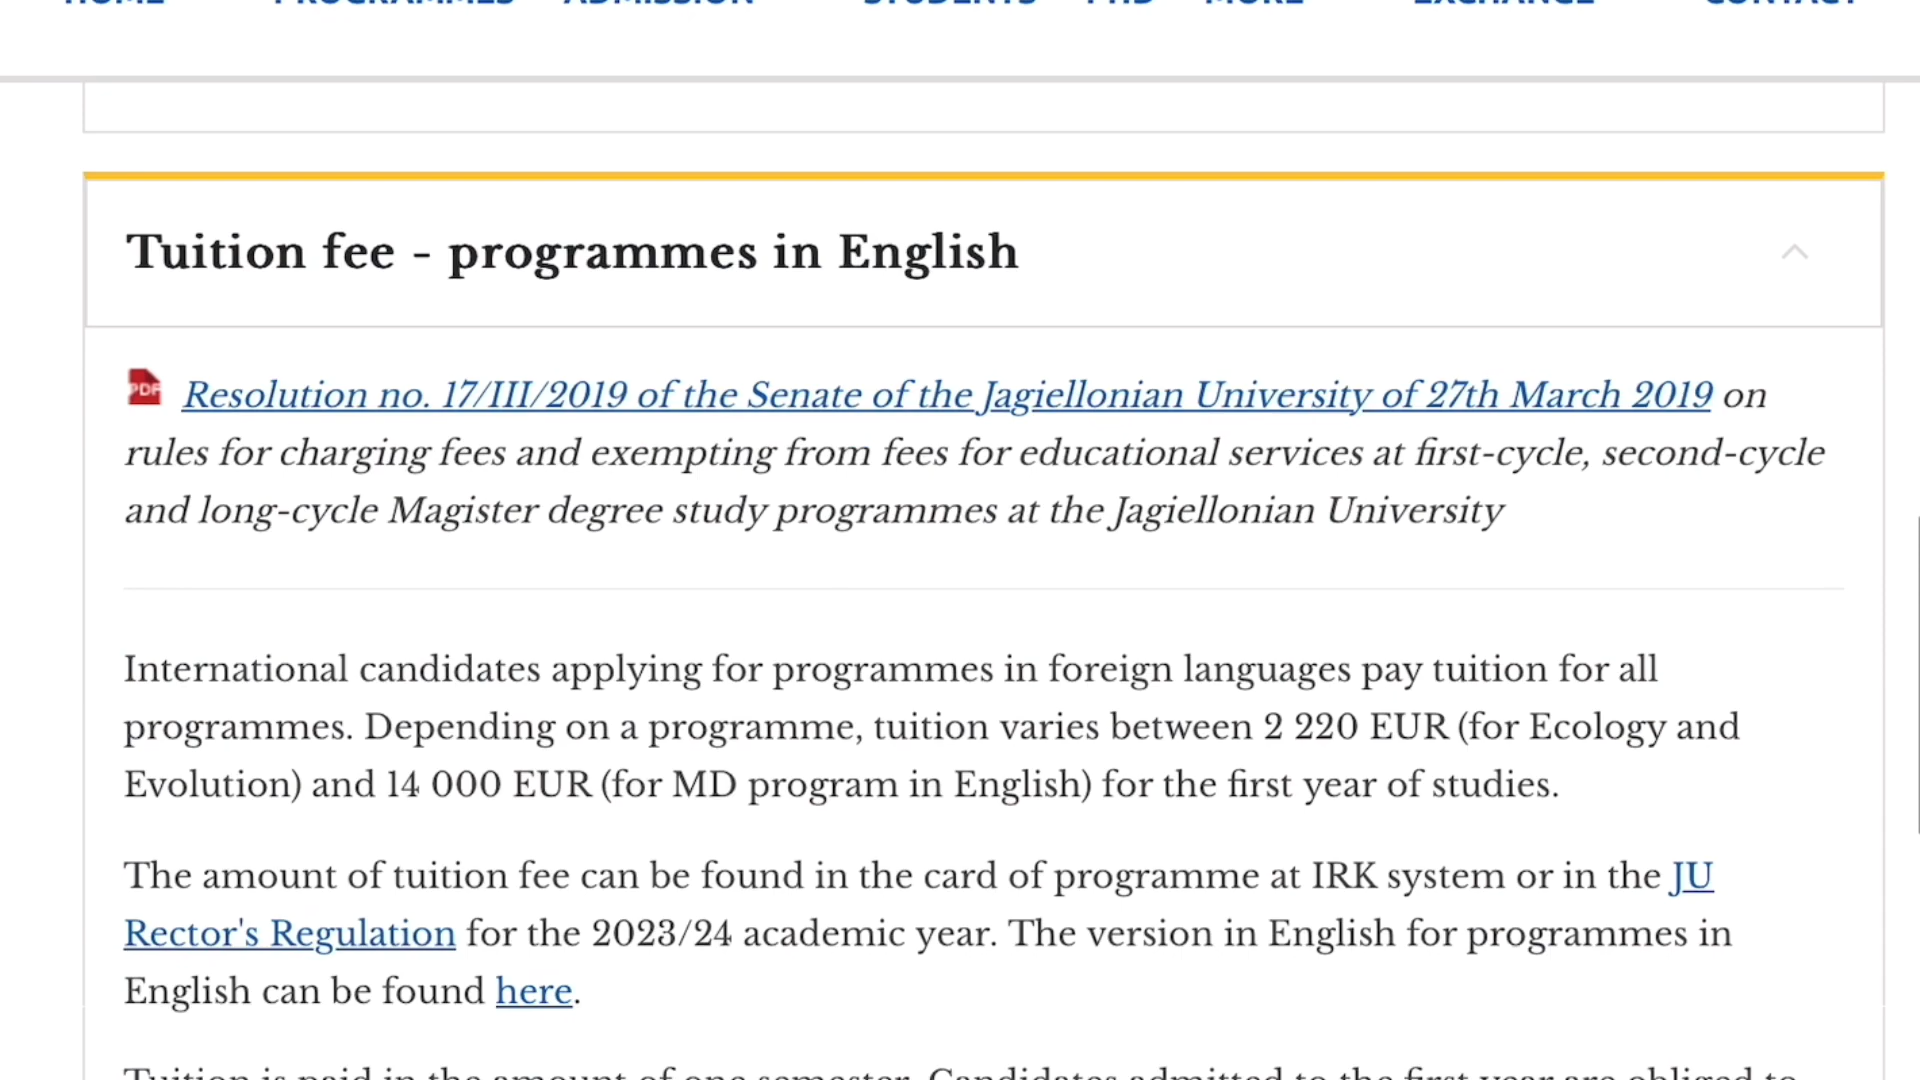 HOME PROGRAMMES ADMISSION STUDENTS PHD MORE EXCHANGE CONTACT
Tuition fee - programmes in English
PDF Resolution no. 17/III/2019 of the Senate of the Jagiellonian University of 27th March 2019 on
rules for charging fees and exempting from fees for educational services at first-cycle, second-cycle
and long-cycle Magister degree study programmes at the Jagiellonian University
International candidates applying for programmes in foreign languages pay tuition for all
programmes. Depending on a programme, tuition varies between 2 220 EUR (for Ecology and
Evolution) and 14 000 EUR (for MD program in English) for the first year of studies.
The amount of tuition fee can be found in the card of programme at IRK system or in the JU
Rector's Regulation for the 2023/24 academic year. The version in English for programmes in
English can be found here.
Tuition is paid in the amount of one semester. Candidates admitted to the first year are obliged to